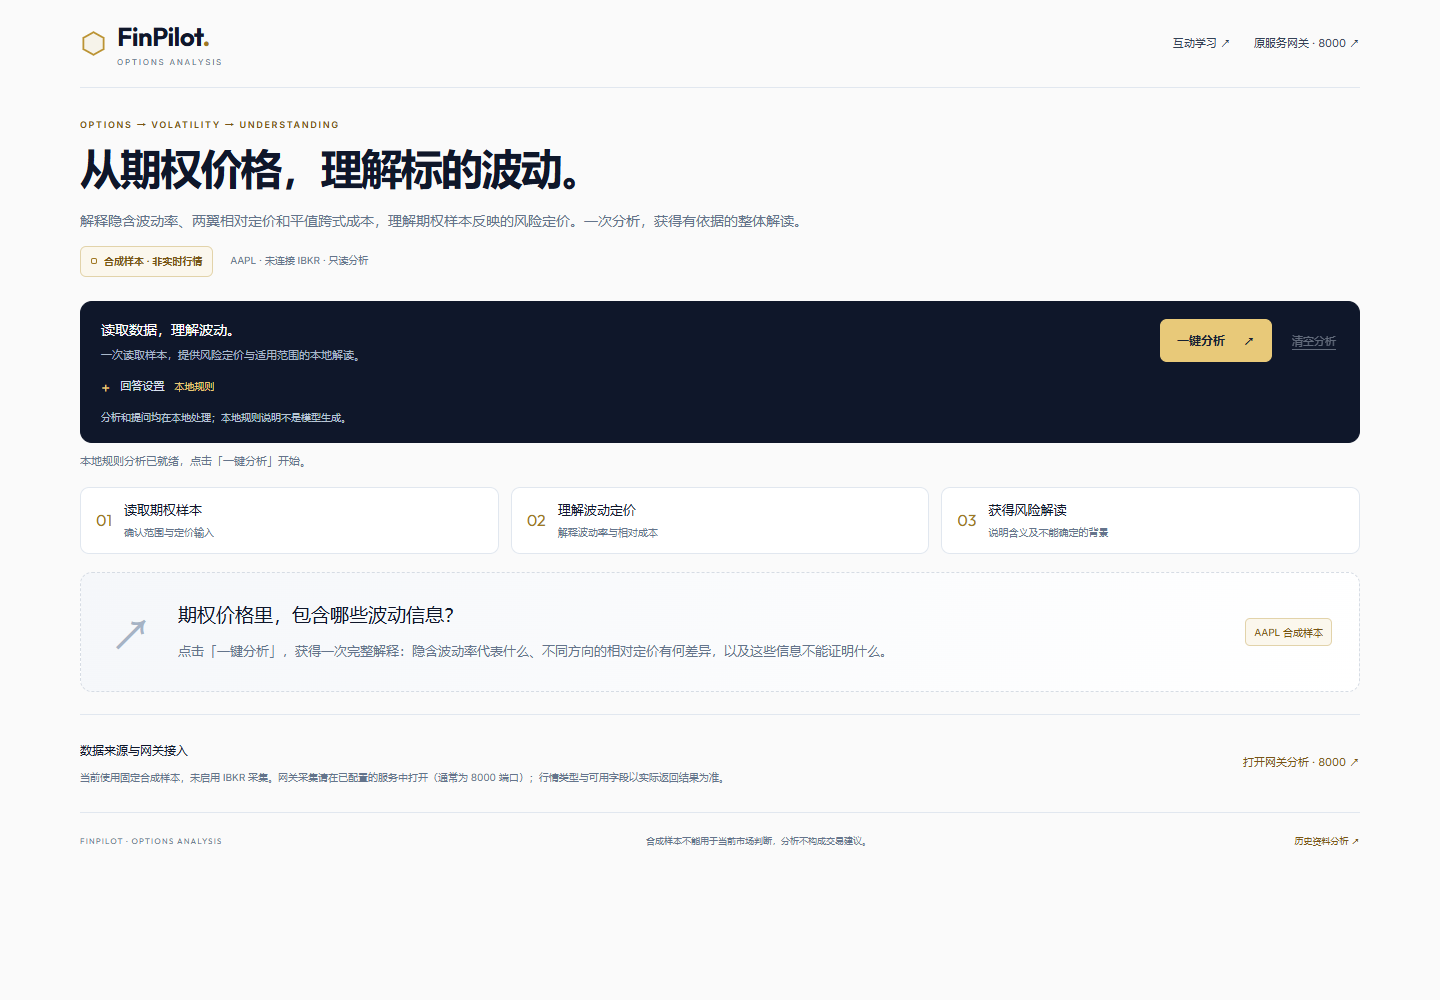 FinPilot.
OPTIONS ANALYSIS
互动学习 ↗
原服务网关 · 8000 ↗
OPTIONS → VOLATILITY → UNDERSTANDING
从期权价格，理解标的波动。
解释隐含波动率、两翼相对定价和平值跨式成本，理解期权样本反映的风险定价。一次分析，获得有依据的整体解读。
合成样本 · 非实时行情
AAPL · 未连接 IBKR · 只读分析
读取数据，理解波动。
一次读取样本，提供风险定价与适用范围的本地解读。
+ 回答设置 本地规则
分析和提问均在本地处理；本地规则说明不是模型生成。
一键分析 ↗
清空分析
本地规则分析已就绪，点击「一键分析」开始。
01 读取期权样本
确认范围与定价输入
02 理解波动定价
解释波动率与相对成本
03 获得风险解读
说明含义及不能确定的背景
期权价格里，包含哪些波动信息？
点击「一键分析」，获得一次完整解释：隐含波动率代表什么、不同方向的相对定价有何差异，以及这些信息不能证明什么。
AAPL 合成样本
数据来源与网关接入
当前使用固定合成样本，未启用 IBKR 采集。网关采集请在已配置的服务中打开（通常为 8000 端口）；行情类型与可用字段以实际返回结果为准。
打开网关分析 · 8000 ↗
FINPILOT · OPTIONS ANALYSIS
合成样本不能用于当前市场判断，分析不构成交易建议。
历史资料分析 ↗